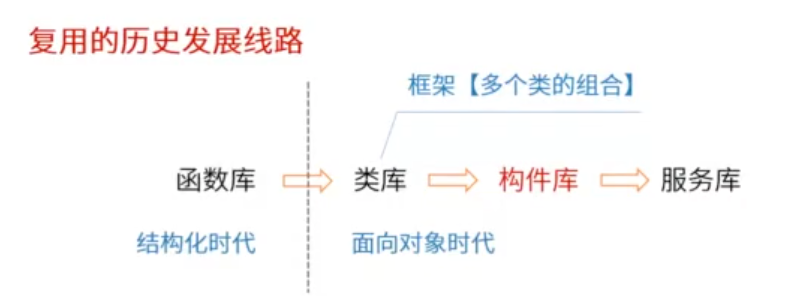 复用的历史发展线路
框架【多个类的组合】
函数库 类库 构件库 服务库
结构化时代 面向对象时代